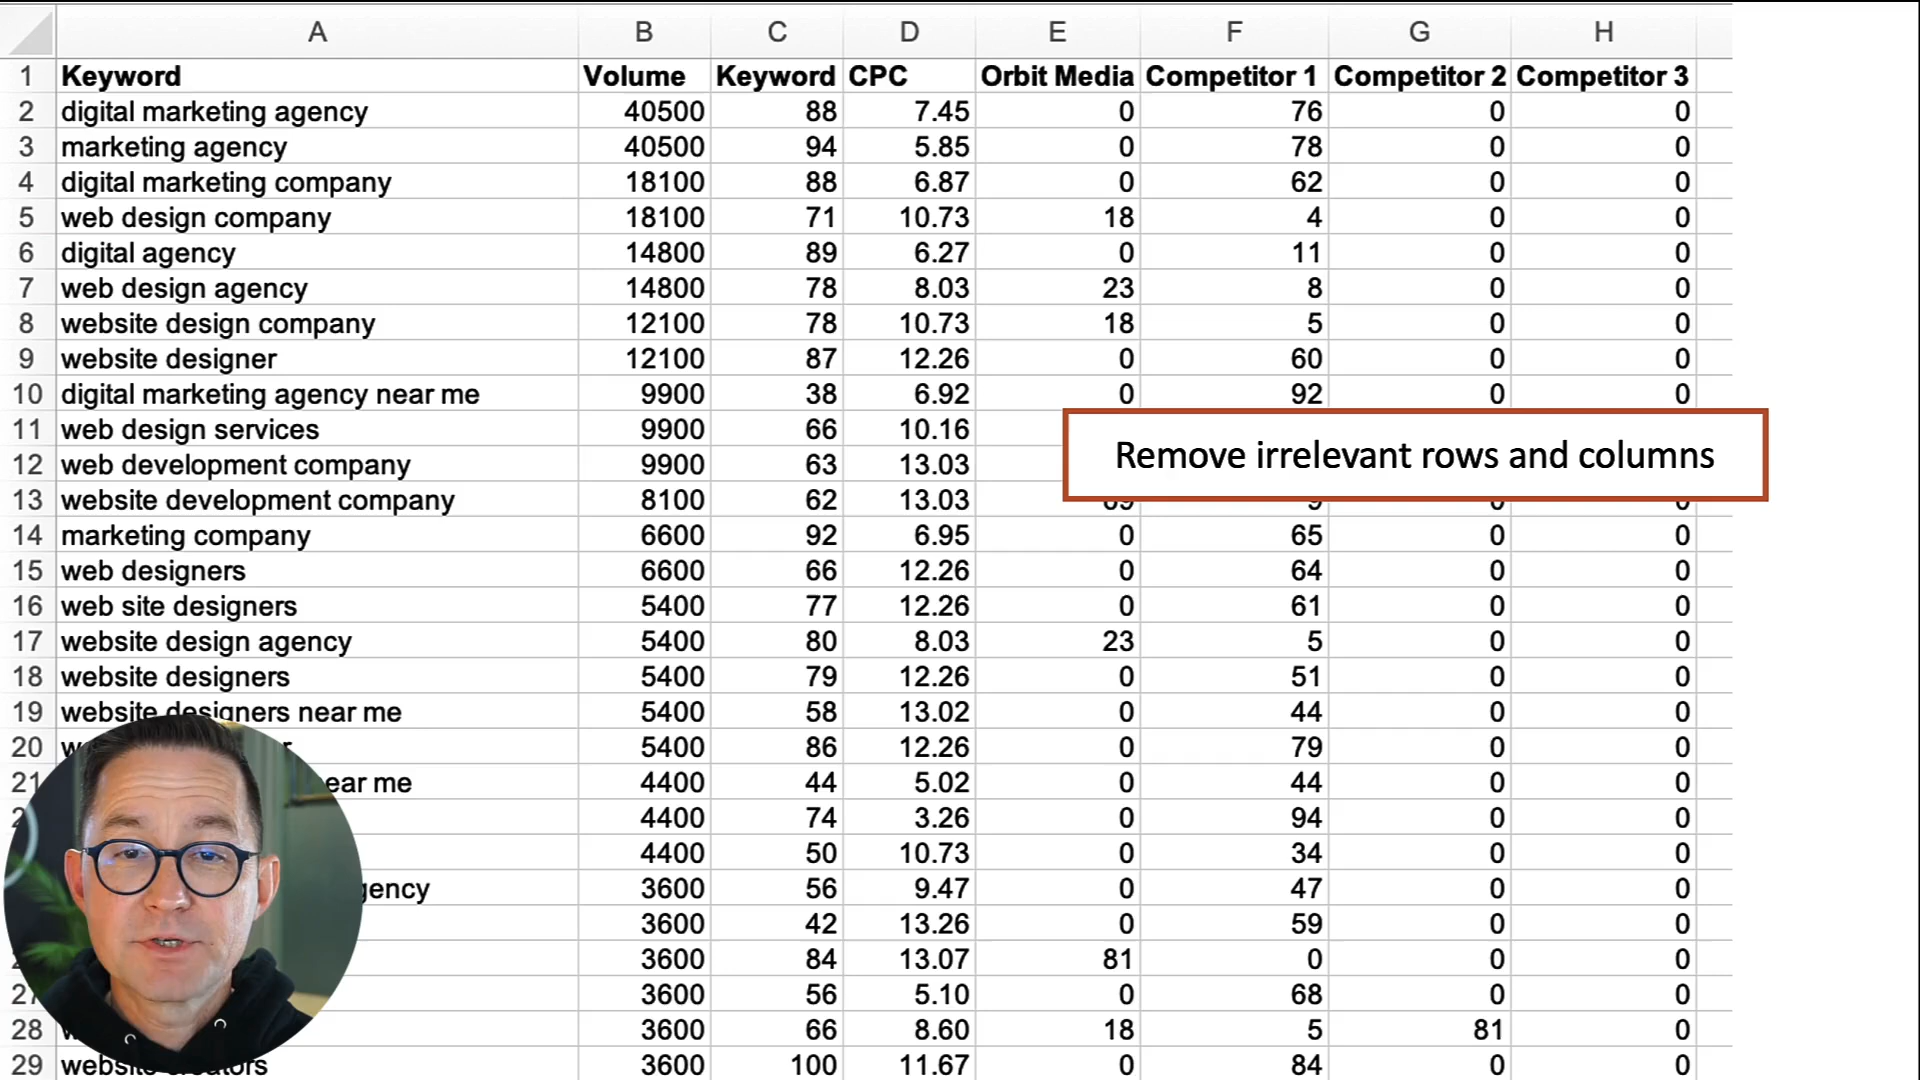 A B C D E F G H
1 Keyword Volume Keyword CPC Orbit Media Competitor 1 Competitor 2 Competitor 3
2 digital marketing agency 40500 88 7.45 0 76 0 0
3 marketing agency 40500 94 5.85 0 78 0 0
4 digital marketing company 18100 88 6.87 0 62 0 0
5 web design company 18100 71 10.73 18 4 0 0
6 digital agency 14800 89 6.27 0 11 0 0
7 web design agency 14800 78 8.03 23 8 0 0
8 website design company 12100 78 10.73 18 5 0 0
9 website designer 12100 87 12.26 0 60 0 0
10 digital marketing agency near me 9900 38 6.92 0 92 0 0
11 web design services 9900 66 10.16
Remove irrelevant rows and columns
12 web development company 9900 63 13.03
13 website development company 8100 62 13.03 9 0 0
14 marketing company 6600 92 6.95 0 65 0 0
15 web designers 6600 66 12.26 0 64 0 0
16 web site designers 5400 77 12.26 0 61 0 0
17 website design agency 5400 80 8.03 23 5 0 0
18 website designers 5400 79 12.26 0 51 0 0
19 website designers near me 5400 58 13.02 0 44 0 0
20 5400 86 12.26 0 79 0 0
21 near me 4400 44 5.02 0 44 0 0
4400 74 3.26 0 94 0 0
4400 50 10.73 0 34 0 0
agency 3600 56 9.47 0 47 0 0
3600 42 13.26 0 59 0 0
3600 84 13.07 81 0 0 0
27 3600 56 5.10 0 68 0 0
28 3600 66 8.60 18 5 81 0
29 website creators 3600 100 11.67 0 84 0 0